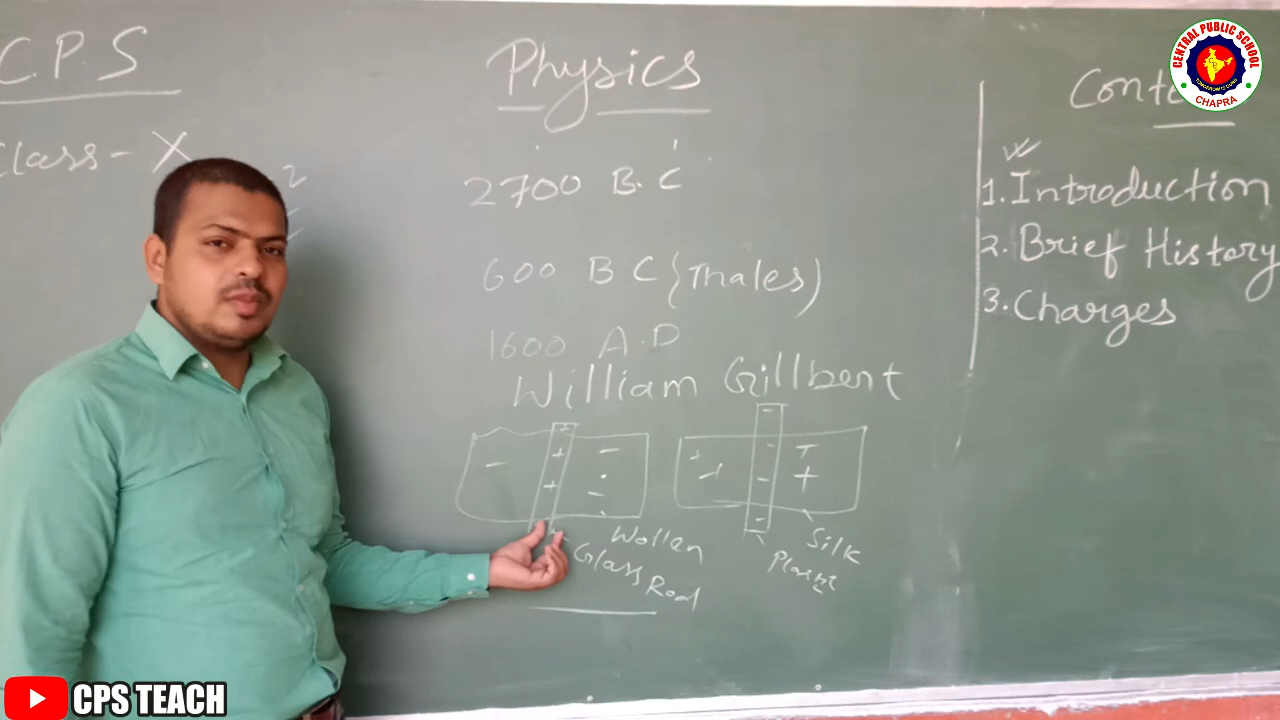 C.P.S
Class - X
Physics
2700 B.C
600 B C (Thales)
1600 A.D
William Gillbert
Wollen
Glass Rod
Silk
1. Introduction
2. Brief History
3. Charges
CENTRAL PUBLIC SCHOOL
CHAPRA
CPS TEACH